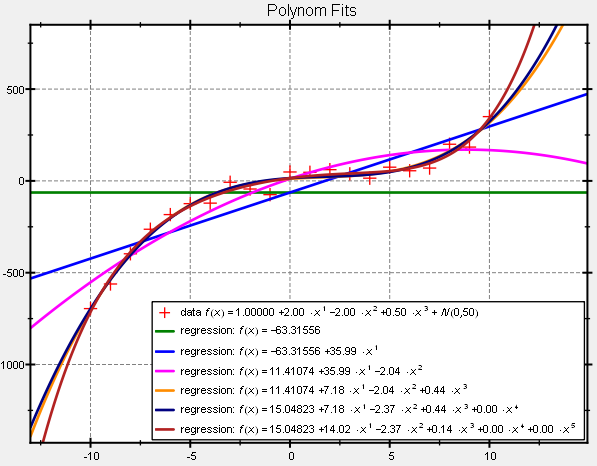 Polynom Fits
500
0
-500
1000
data f(x) = 1.00000 +2.00 ·x¹ −2.00 ·x² +0.50 ·x³ + N(0,50)
regression: f(x) = −63.31556
regression: f(x) = −63.31556 +35.99 ·x¹
regression: f(x) = 11.41074 +35.99 ·x¹ −2.04 ·x²
regression: f(x) = 11.41074 +7.18 ·x¹ −2.04 ·x² +0.44 ·x³
regression: f(x) = 15.04823 +7.18 ·x¹ −2.37 ·x² +0.44 ·x³ +0.00 ·x⁴
regression: f(x) = 15.04823 +14.02 ·x¹ −2.37 ·x² +0.14 ·x³ +0.00 ·x⁴ +0.00 ·x⁵
-10 -5 0 5 10